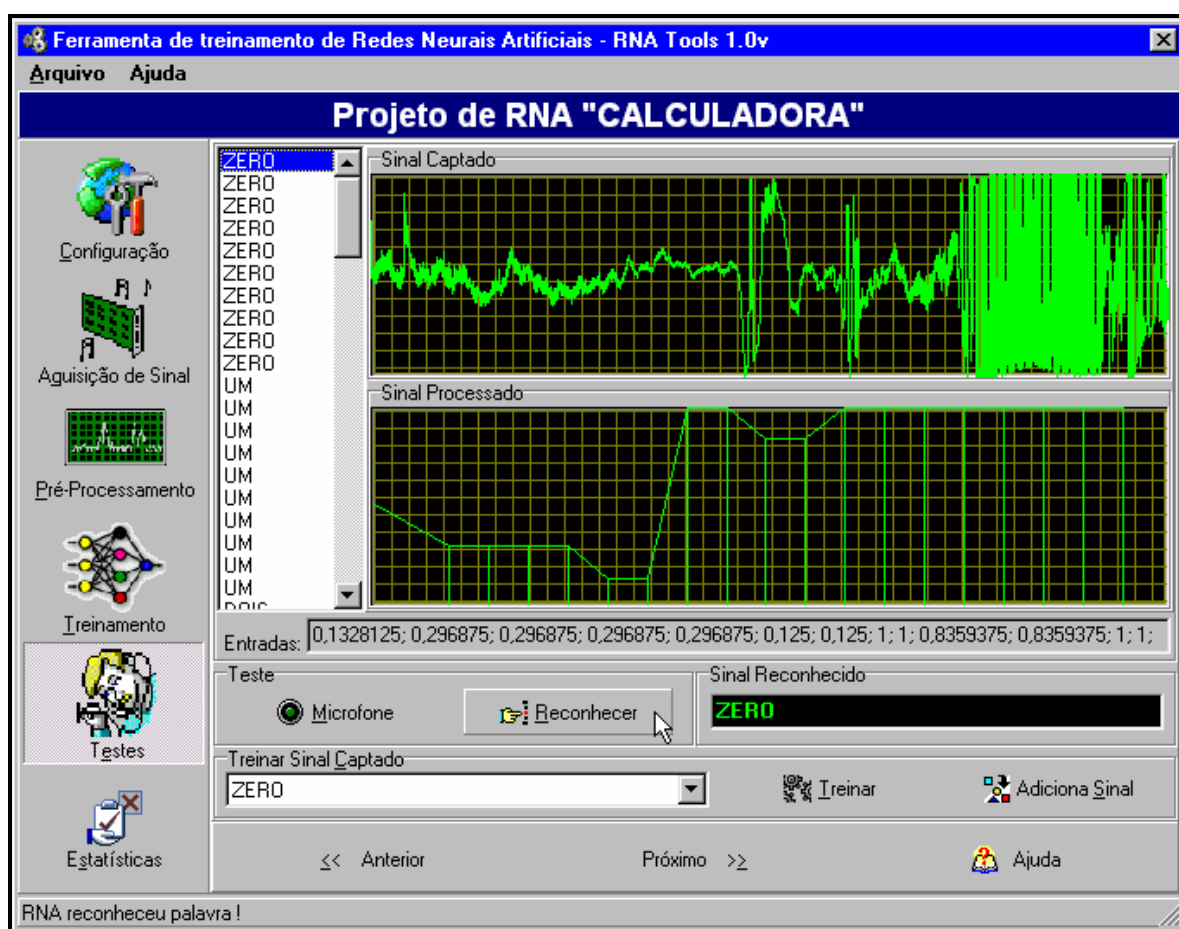 Ferramenta de treinamento de Redes Neurais Artificiais - RNA Tools 1.0v
Arquivo Ajuda
Projeto de RNA "CALCULADORA"
Configuração
Aguisição de Sinal
Pré-Processamento
Treinamento
Testes
Estatísticas
ZERO
ZERO
ZERO
ZERO
ZERO
ZERO
ZERO
ZERO
ZERO
ZERO
UM
UM
UM
UM
UM
UM
UM
UM
UM
UM
DOIS
Sinal Captado
Sinal Processado
Entradas: 0,1328125; 0,296875; 0,296875; 0,296875; 0,296875; 0,125; 0,125; 1; 1; 0,8359375; 0,8359375; 1; 1;
Teste
Microfone
Reconhecer
Sinal Reconhecido
ZERO
Treinar Sinal Captado
ZERO
Treinar
Adiciona Sinal
<< Anterior
Próximo >>
Ajuda
RNA reconheceu palavra !